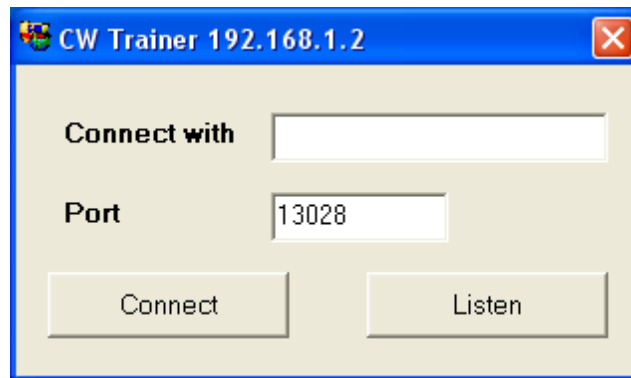 CW Trainer 192.168.1.2
Connect with
Port 13028
Connect Listen